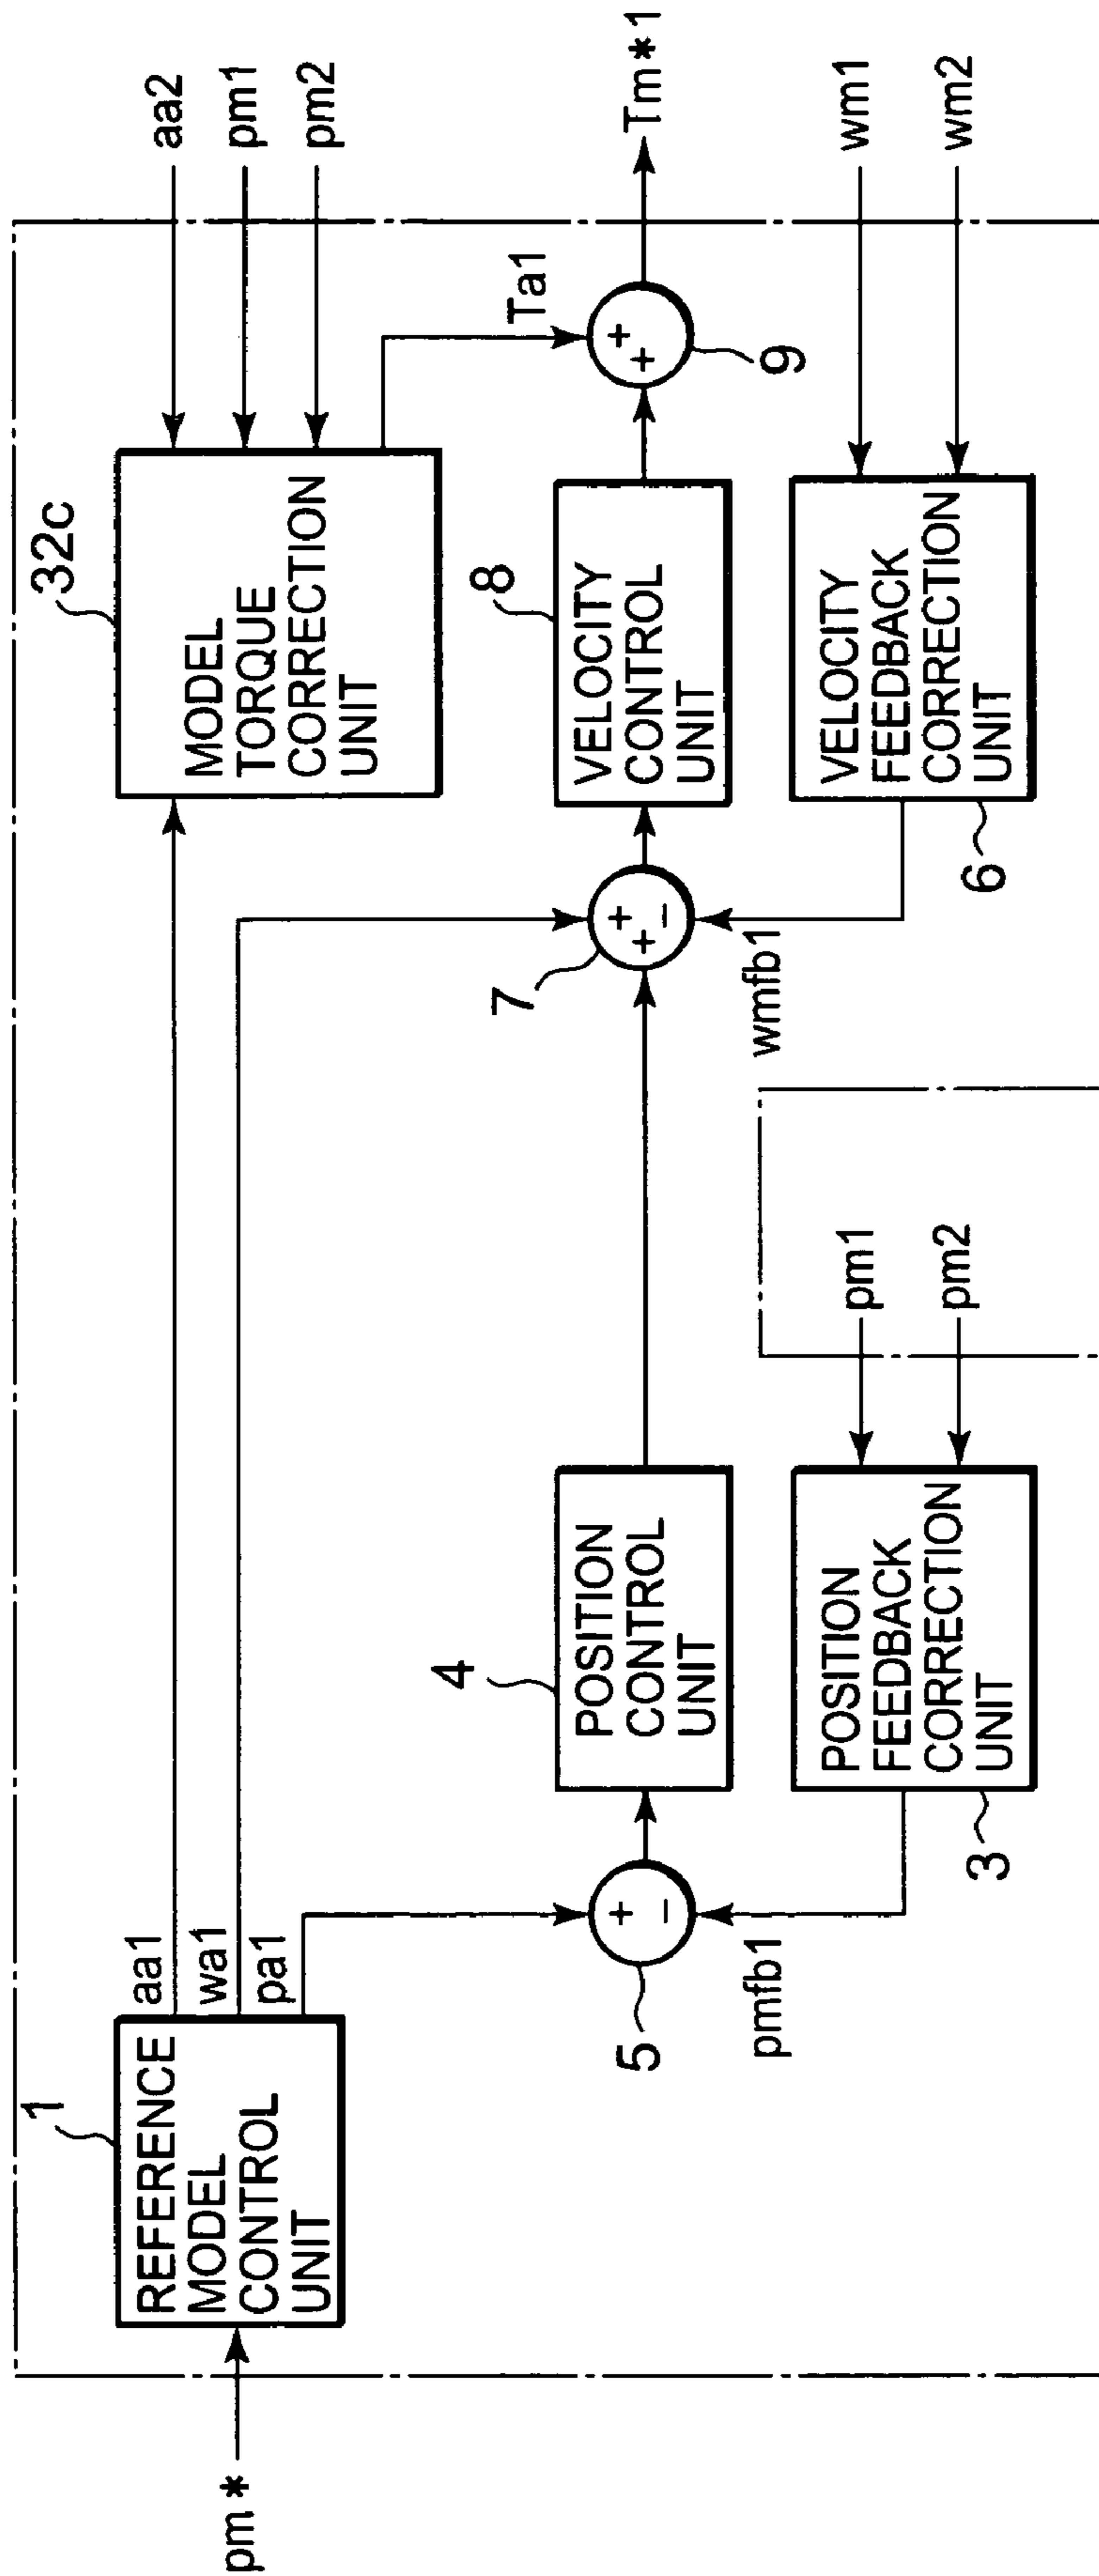 pm*
1
REFERENCE
MODEL
CONTROL
UNIT
aa1
wa1
pa1
32c
MODEL
TORQUE
CORRECTION
UNIT
aa2
pm1
pm2
Ta1
5
+
−
pmfb1
4
POSITION
CONTROL
UNIT
7
+
+
−
wmfb1
8
VELOCITY
CONTROL
UNIT
+
+
9
Tm*1
3
POSITION
FEEDBACK
CORRECTION
UNIT
pm1
pm2
6
VELOCITY
FEEDBACK
CORRECTION
UNIT
wm1
wm2